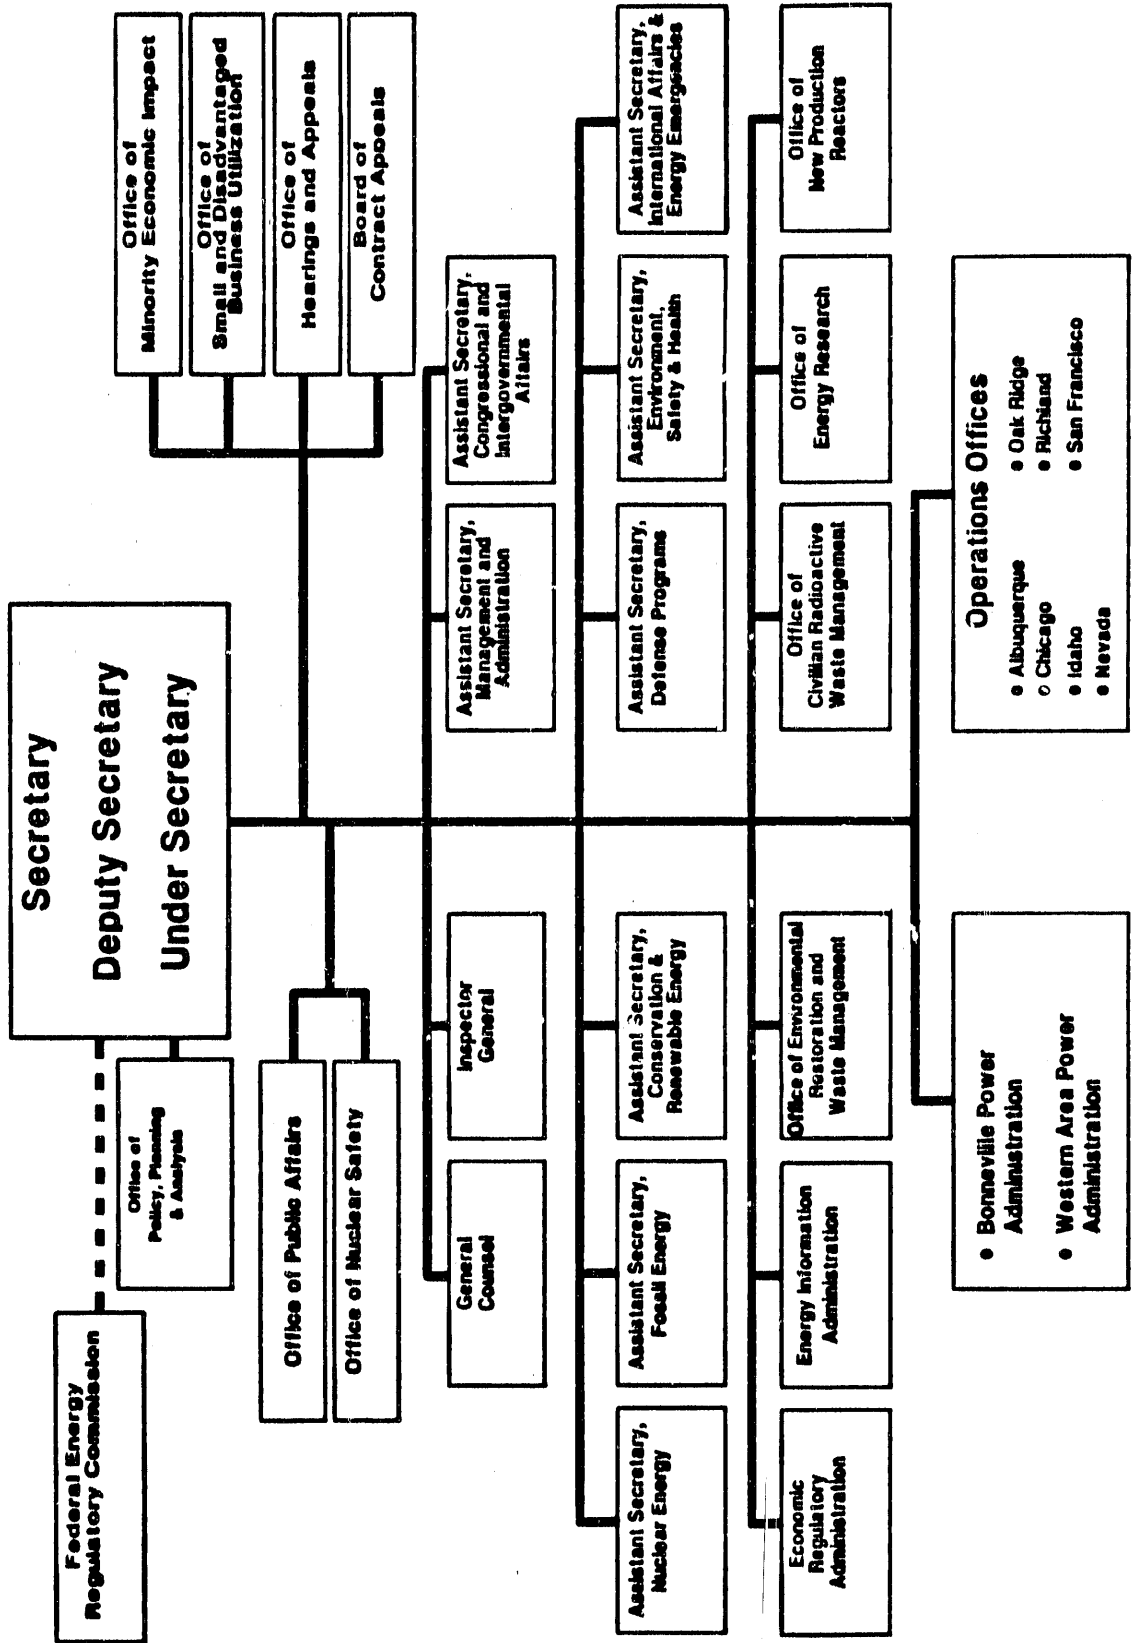 Secretary
Deputy Secretary
Under Secretary
Federal Energy
Regulatory Commission
Office of
Policy, Planning
& Analysis
Office of
Minority Economic Impact
Office of
Small and Disadvantaged
Business Utilization
Office of
Hearings and Appeals
Board of
Contract Appeals
Office of Public Affairs
Office of Nuclear Safety
General
Counsel
Inspector
General
Assistant Secretary,
Management and
Administration
Assistant Secretary,
Congressional and
Intergovernmental
Affairs
Assistant Secretary,
Nuclear Energy
Assistant Secretary,
Fossil Energy
Assistant Secretary,
Conservation &
Renewable Energy
Assistant Secretary,
Defense Programs
Assistant Secretary,
Environment,
Safety & Health
Assistant Secretary,
International Affairs &
Energy Emergencies
Economic
Regulatory
Administration
Energy Information
Administration
Office of Environmental
Restoration and
Waste Management
Office of
Civilian Radioactive
Waste Management
Office of
Energy Research
Office of
New Production
Reactors
• Bonneville Power
Administration
• Western Area Power
Administration
Operations Offices
• Albuquerque
• Chicago
• Idaho
• Nevada
• Oak Ridge
• Richland
• San Francisco